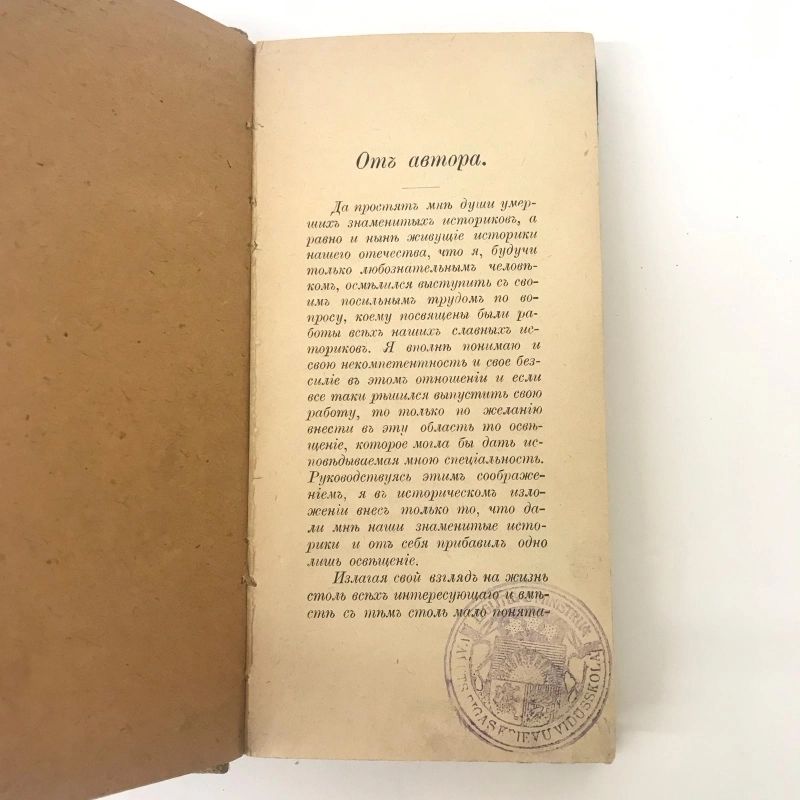 Отъ автора.
Да простятъ мнѣ души умер-
шихъ знаменитыхъ историковъ, а
равно и нынѣ живущіе историки
нашего отечества, что я, будучи
только любознательнымъ человѣ-
комъ, осмѣлился выступить съ сво-
имъ посильнымъ трудомъ по во-
просу, коему посвящены были ра-
боты всѣхъ нашихъ славныхъ ис-
ториковъ. Я вполнѣ понимаю и
свою некомпетентность и свое без-
силіе въ этомъ отношеніи и если
все таки рѣшился выпустить свою
работу, то только по желанію
внести въ эту область то освѣ-
щеніе, которое могла бы дать ис-
повѣдываемая мною спеціальность.
Руководствуясь этимъ соображе-
ніемъ, я въ историческомъ изло-
женіи внесъ только то, что да-
ли мнѣ наши знаменитые исто-
рики и отъ себя прибавилъ одно
лишь освѣщеніе.
Излагая свой взглядъ на жизнь
столь всѣхъ интересующаго и вмѣ-
стѣ съ тѣмъ столь мало понята-
VALSTS RIGAS KRIEVU VIDUSSKOLA